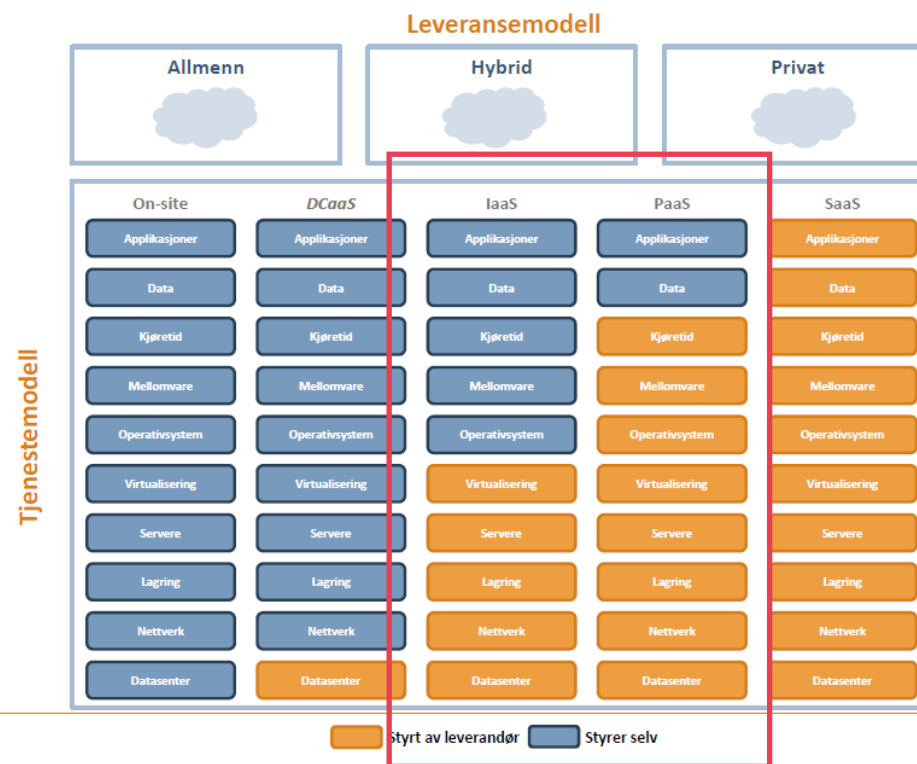 Leveransemodell
Allmenn
Hybrid
Privat
Tjenestemodell
On-site
DCaaS
IaaS
PaaS
SaaS
Applikasjoner
Applikasjoner
Applikasjoner
Applikasjoner
Applikasjoner
Data
Data
Data
Data
Data
Kjøretid
Kjøretid
Kjøretid
Kjøretid
Kjøretid
Mellomvare
Mellomvare
Mellomvare
Mellomvare
Mellomvare
Operativsystem
Operativsystem
Operativsystem
Operativsystem
Operativsystem
Virtualisering
Virtualisering
Virtualisering
Virtualisering
Virtualisering
Servere
Servere
Servere
Servere
Servere
Lagring
Lagring
Lagring
Lagring
Lagring
Nettverk
Nettverk
Nettverk
Nettverk
Nettverk
Datasenter
Datasenter
Datasenter
Datasenter
Datasenter
Styrt av leverandør
Styrer selv